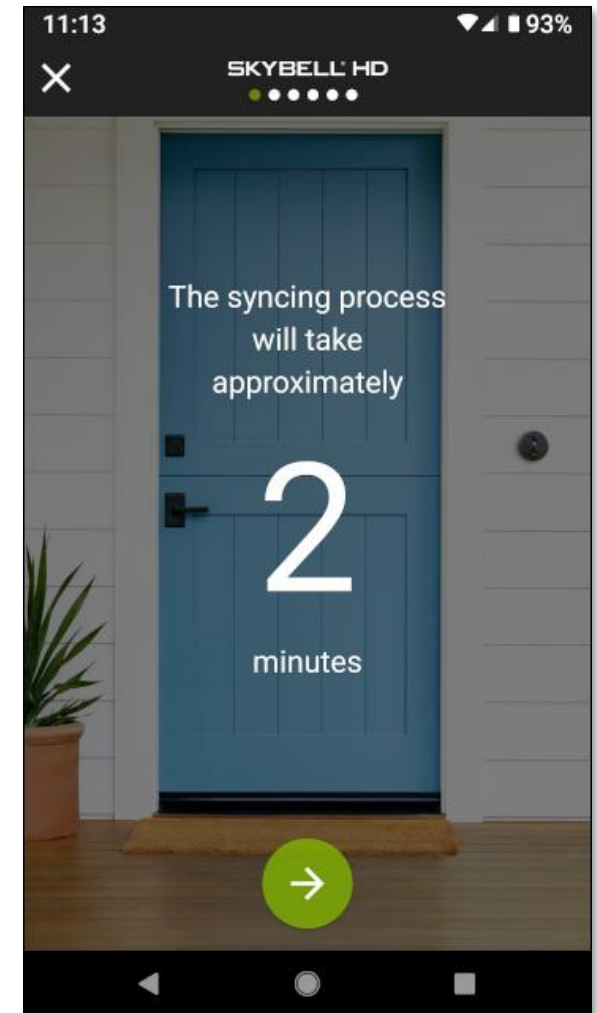 11:13
93%
SKYBELL® HD
The syncing process
will take
approximately
2
minutes